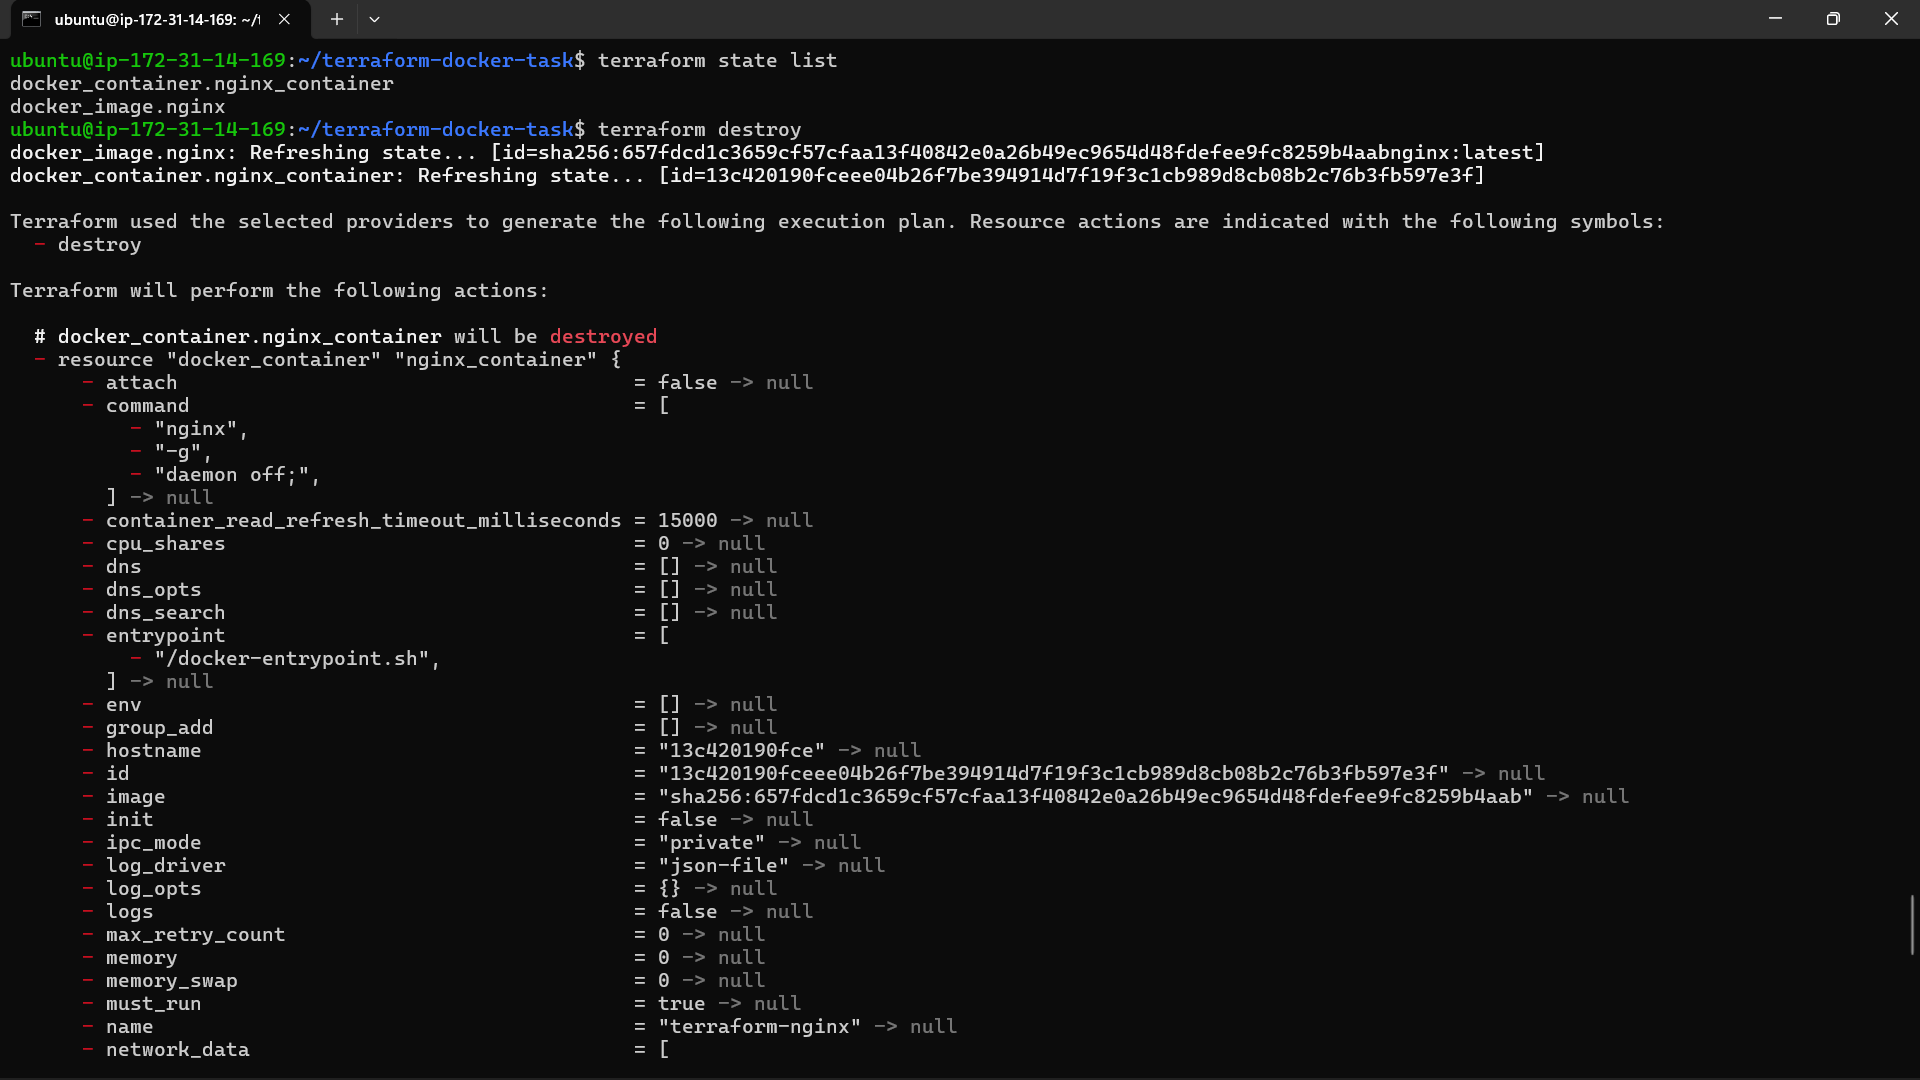 ubuntu@ip-172-31-14-169: ~/t
ubuntu@ip-172-31-14-169:~/terraform-docker-task$ terraform state list
docker_container.nginx_container
docker_image.nginx
ubuntu@ip-172-31-14-169:~/terraform-docker-task$ terraform destroy
docker_image.nginx: Refreshing state... [id=sha256:657fdcd1c3659cf57cfaa13f40842e0a26b49ec9654d48fdefee9fc8259b4aabnginx:latest]
docker_container.nginx_container: Refreshing state... [id=13c420190fceee04b26f7be394914d7f19f3c1cb989d8cb08b2c76b3fb597e3f]

Terraform used the selected providers to generate the following execution plan. Resource actions are indicated with the following symbols:
  - destroy

Terraform will perform the following actions:

  # docker_container.nginx_container will be destroyed
  - resource "docker_container" "nginx_container" {
      - attach                                      = false -> null
      - command                                     = [
          - "nginx",
          - "-g",
          - "daemon off;",
        ] -> null
      - container_read_refresh_timeout_milliseconds = 15000 -> null
      - cpu_shares                                  = 0 -> null
      - dns                                         = [] -> null
      - dns_opts                                    = [] -> null
      - dns_search                                  = [] -> null
      - entrypoint                                  = [
          - "/docker-entrypoint.sh",
        ] -> null
      - env                                         = [] -> null
      - group_add                                   = [] -> null
      - hostname                                    = "13c420190fce" -> null
      - id                                          = "13c420190fceee04b26f7be394914d7f19f3c1cb989d8cb08b2c76b3fb597e3f" -> null
      - image                                       = "sha256:657fdcd1c3659cf57cfaa13f40842e0a26b49ec9654d48fdefee9fc8259b4aab" -> null
      - init                                        = false -> null
      - ipc_mode                                    = "private" -> null
      - log_driver                                  = "json-file" -> null
      - log_opts                                    = {} -> null
      - logs                                        = false -> null
      - max_retry_count                             = 0 -> null
      - memory                                      = 0 -> null
      - memory_swap                                 = 0 -> null
      - must_run                                    = true -> null
      - name                                        = "terraform-nginx" -> null
      - network_data                                = [